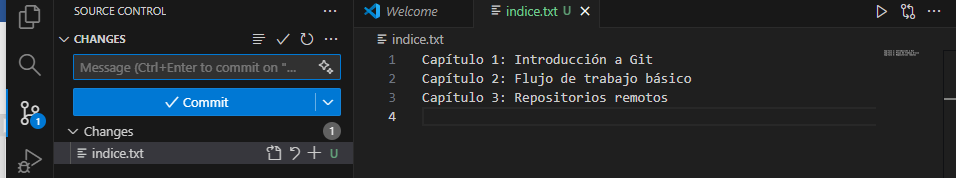 SOURCE CONTROL
CHANGES
Message (Ctrl+Enter to commit on "...
Commit
Changes
1
indice.txt
U
1
Welcome
indice.txt U
indice.txt
1 Capítulo 1: Introducción a Git
2 Capítulo 2: Flujo de trabajo básico
3 Capítulo 3: Repositorios remotos
4